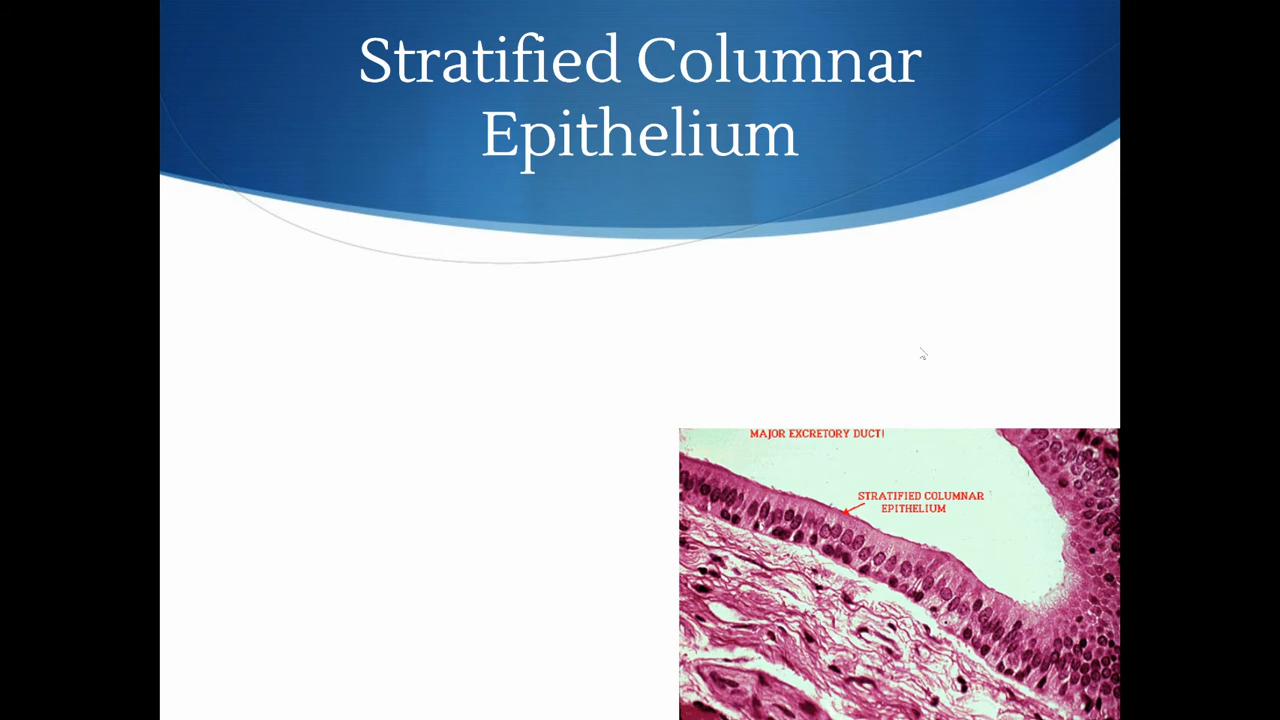 Stratified Columnar
Epithelium
MAJOR EXCRETORY DUCT!
STRATIFIED COLUMNAR
EPITHELIUM